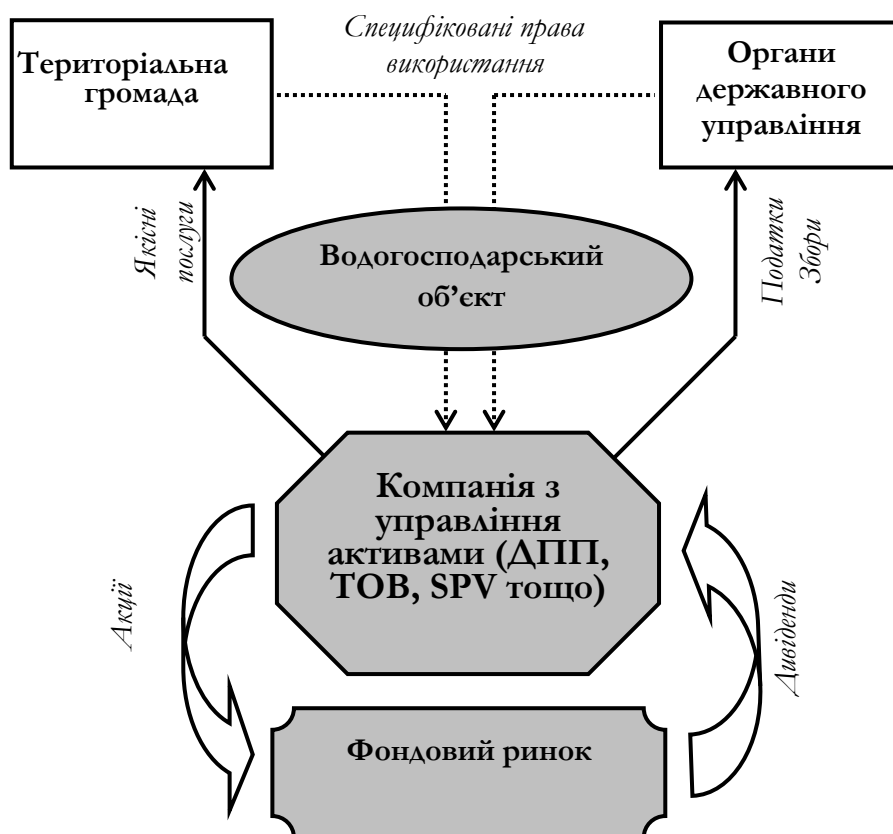 Територіальна
громада
Специфіковані права
використання
Органи
державного
управління
Якісні
послуги
Податки
Збори
Водогосподарський
об’єкт
Компанія з
управління
активами (ДПП,
ТОВ, SPV тощо)
Акції
Дивіденди
Фондовий ринок